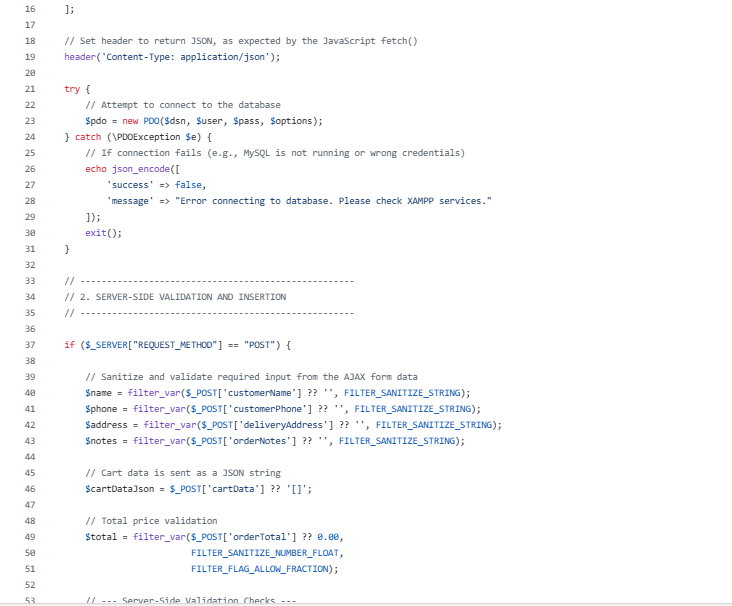 16 ];
17
18 // Set header to return JSON, as expected by the JavaScript fetch()
19 header('Content-Type: application/json');
20
21 try {
22     // Attempt to connect to the database
23     $pdo = new PDO($dsn, $user, $pass, $options);
24 } catch (\PDOException $e) {
25     // If connection fails (e.g., MySQL is not running or wrong credentials)
26     echo json_encode([
27         'success' => false,
28         'message' => "Error connecting to database. Please check XAMPP services."
29     ]);
30     exit();
31 }
32
33 // ---------------------------------------------------
34 // 2. SERVER-SIDE VALIDATION AND INSERTION
35 // ---------------------------------------------------
36
37 if ($_SERVER["REQUEST_METHOD"] == "POST") {
38
39     // Sanitize and validate required input from the AJAX form data
40     $name = filter_var($_POST['customerName'] ?? '', FILTER_SANITIZE_STRING);
41     $phone = filter_var($_POST['customerPhone'] ?? '', FILTER_SANITIZE_STRING);
42     $address = filter_var($_POST['deliveryAddress'] ?? '', FILTER_SANITIZE_STRING);
43     $notes = filter_var($_POST['orderNotes'] ?? '', FILTER_SANITIZE_STRING);
44
45     // Cart data is sent as a JSON string
46     $cartDataJson = $_POST['cartData'] ?? '[]';
47
48     // Total price validation
49     $total = filter_var($_POST['orderTotal'] ?? 0.00,
50                         FILTER_SANITIZE_NUMBER_FLOAT,
51                         FILTER_FLAG_ALLOW_FRACTION);
52
53     // --- Server-Side Validation Checks ---